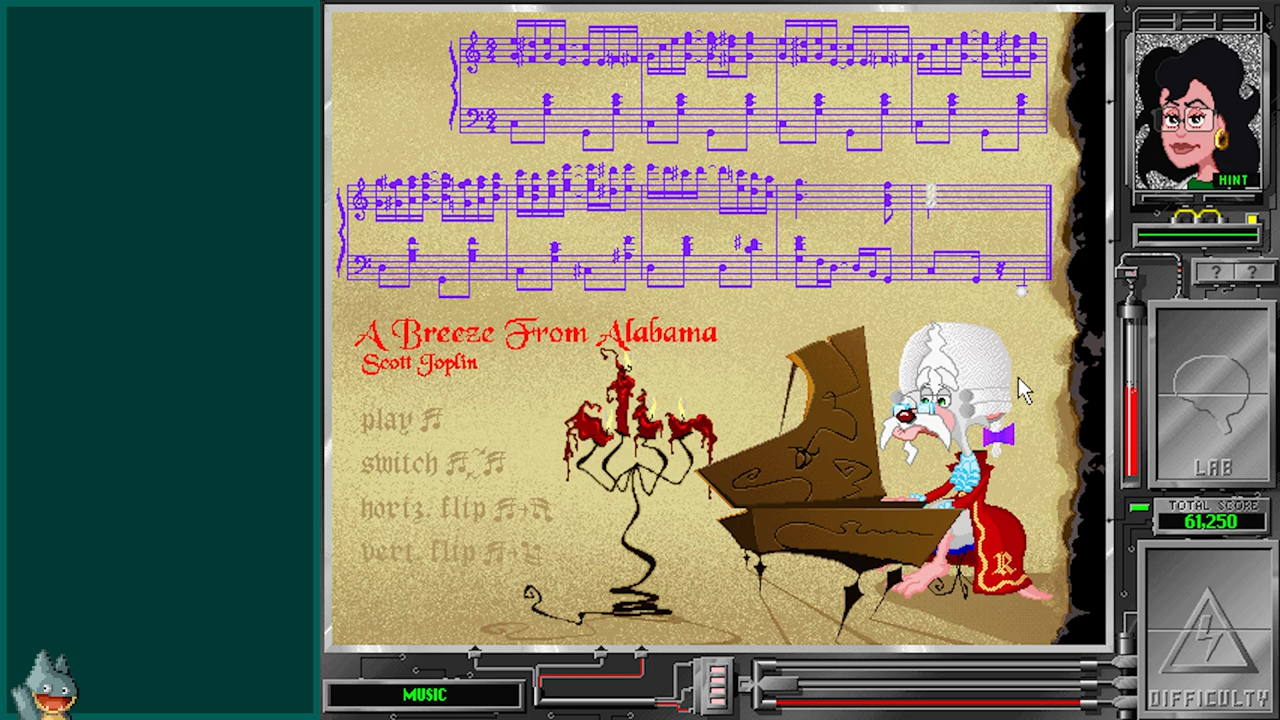 HINT
? ?
A Breeze From Alabama
Scott Joplin
play
switch
horiz. flip
vert. flip
R
LAB
TOTAL SCORE
61,250
MUSIC
DIFFICULTY